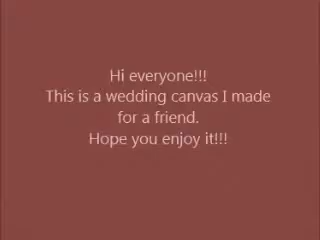 Hi everyone!!!
This is a wedding canvas I made
for a friend.
Hope you enjoy it!!!